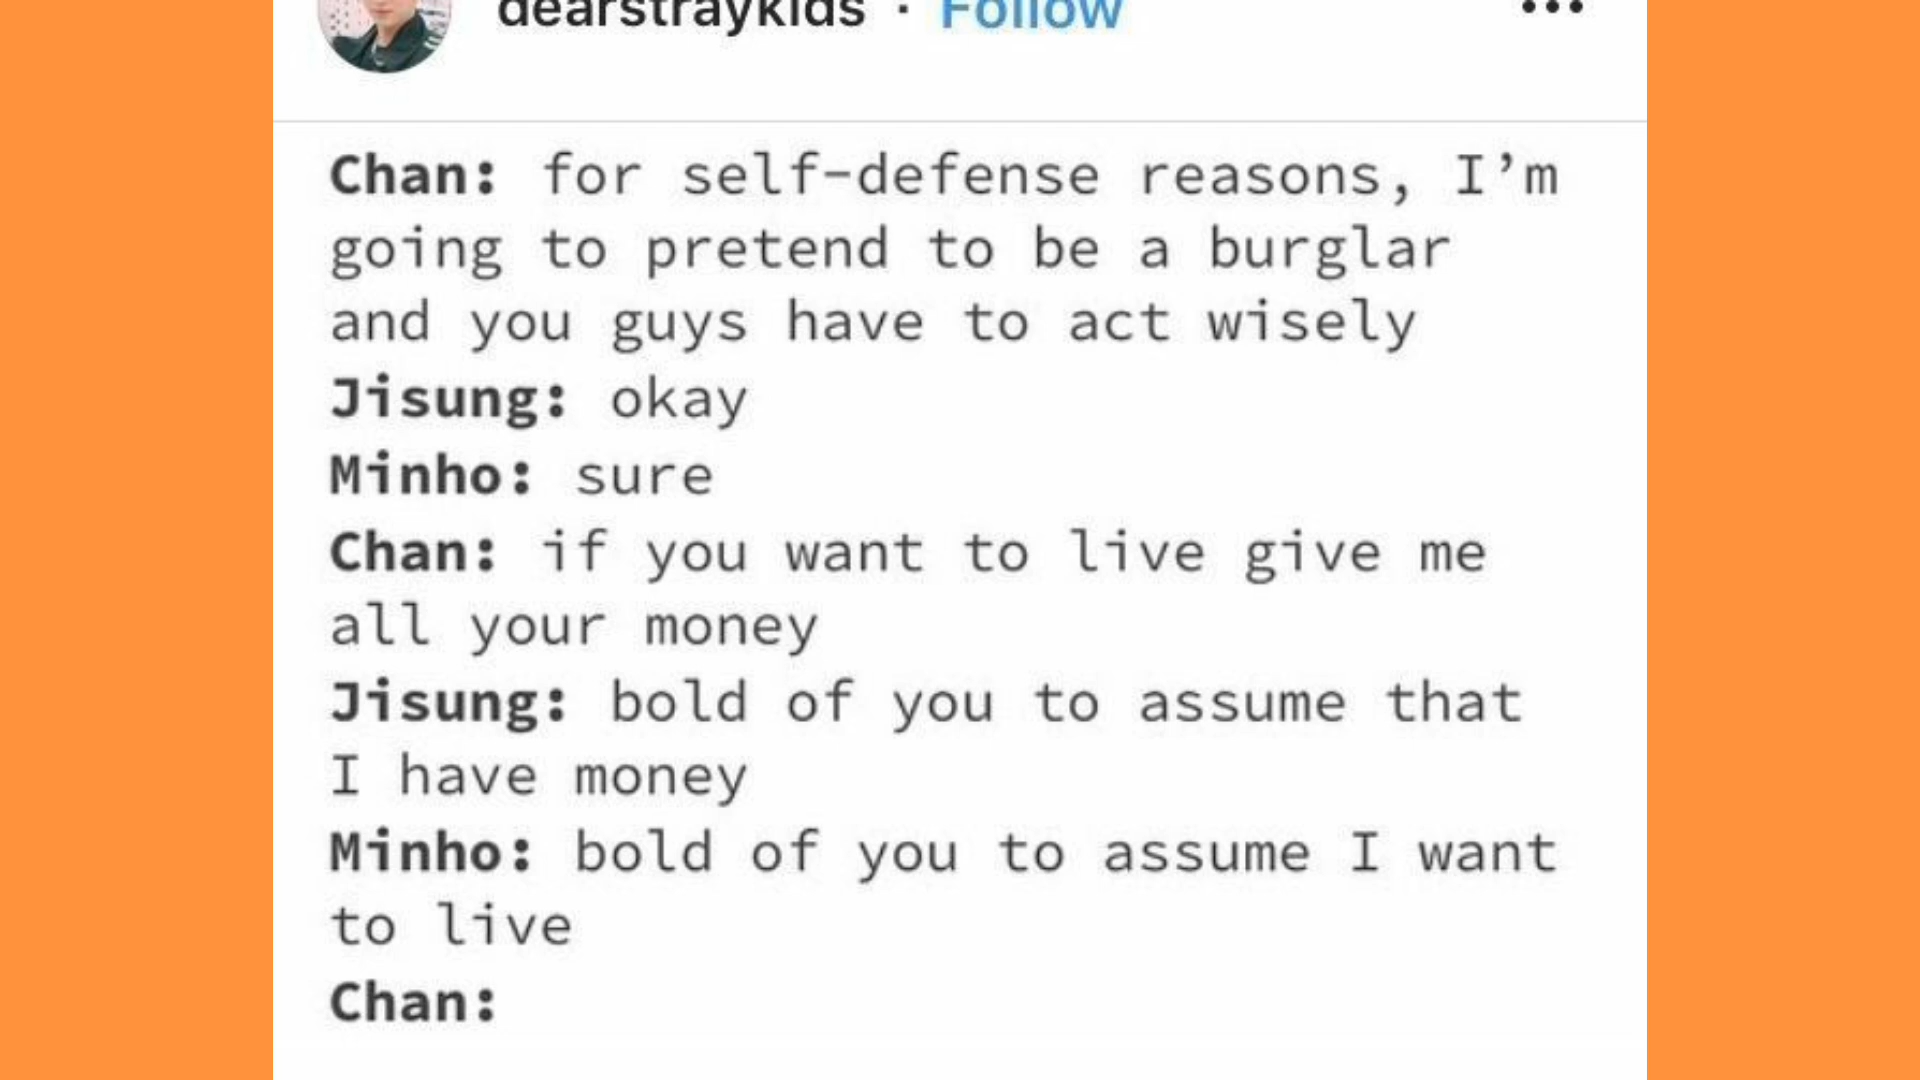 dearstraykids · Follow
Chan: for self-defense reasons, I’m
going to pretend to be a burglar
and you guys have to act wisely
Jisung: okay
Minho: sure
Chan: if you want to live give me
all your money
Jisung: bold of you to assume that
I have money
Minho: bold of you to assume I want
to live
Chan: